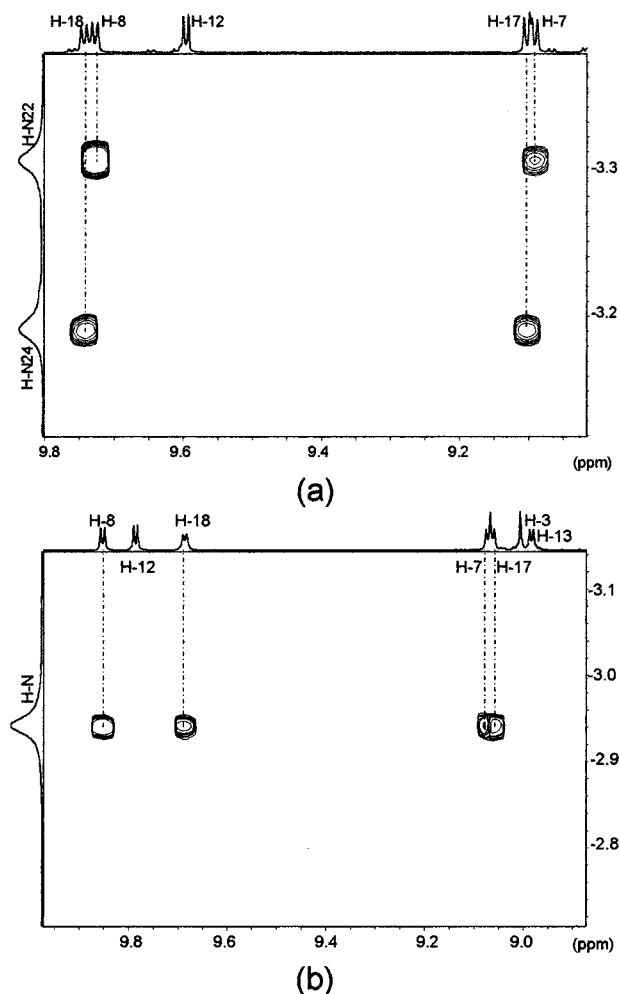 H-18 H-8 H-12 H-17 H-7
H-N22
-3.3
-3.2
H-N24
9.8 9.6 9.4 9.2
(ppm)
(a)
H-8 H-18 H-3
H-12 H-7 H-17 H-13
-3.1
-3.0
H-N
-2.9
-2.8
9.8 9.6 9.4 9.2 9.0 (ppm)
(b)